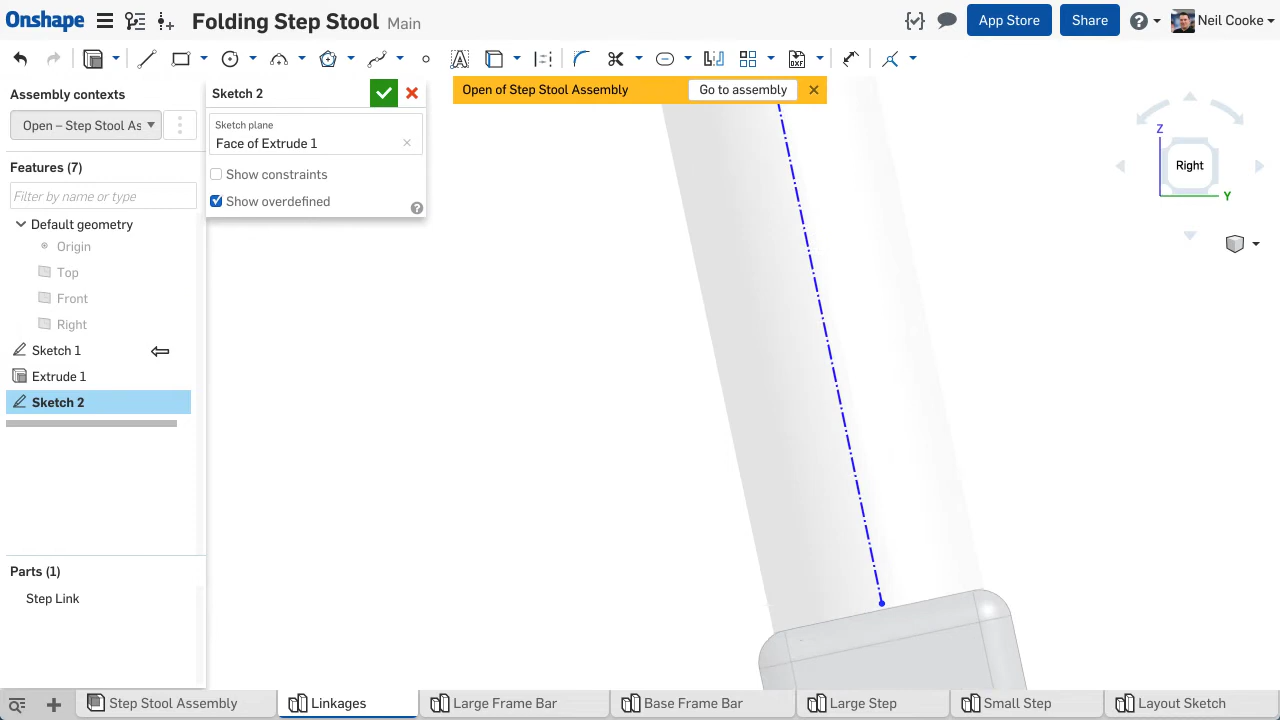 Onshape
Folding Step Stool Main
App Store
Share
Neil Cooke
Assembly contexts
Open – Step Stool As
Features (7)
Filter by name or type
Default geometry
Origin
Top
Front
Right
Sketch 1
Extrude 1
Sketch 2
Parts (1)
Step Link
Sketch 2
Sketch plane
Face of Extrude 1
Show constraints
Show overdefined
Open of Step Stool Assembly
Go to assembly
Z
Right
Y
Step Stool Assembly
Linkages
Large Frame Bar
Base Frame Bar
Large Step
Small Step
Layout Sketch